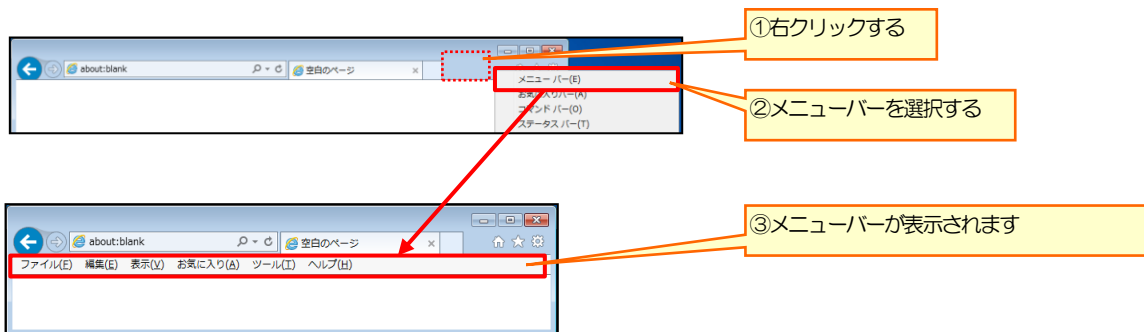 ①右クリックする
about:blank
空白のページ
メニュー バー(E)
お気に入りバー(A)
コマンド バー(O)
ステータス バー(T)
②メニューバーを選択する
③メニューバーが表示されます
about:blank
空白のページ
ファイル(F) 編集(E) 表示(V) お気に入り(A) ツール(T) ヘルプ(H)